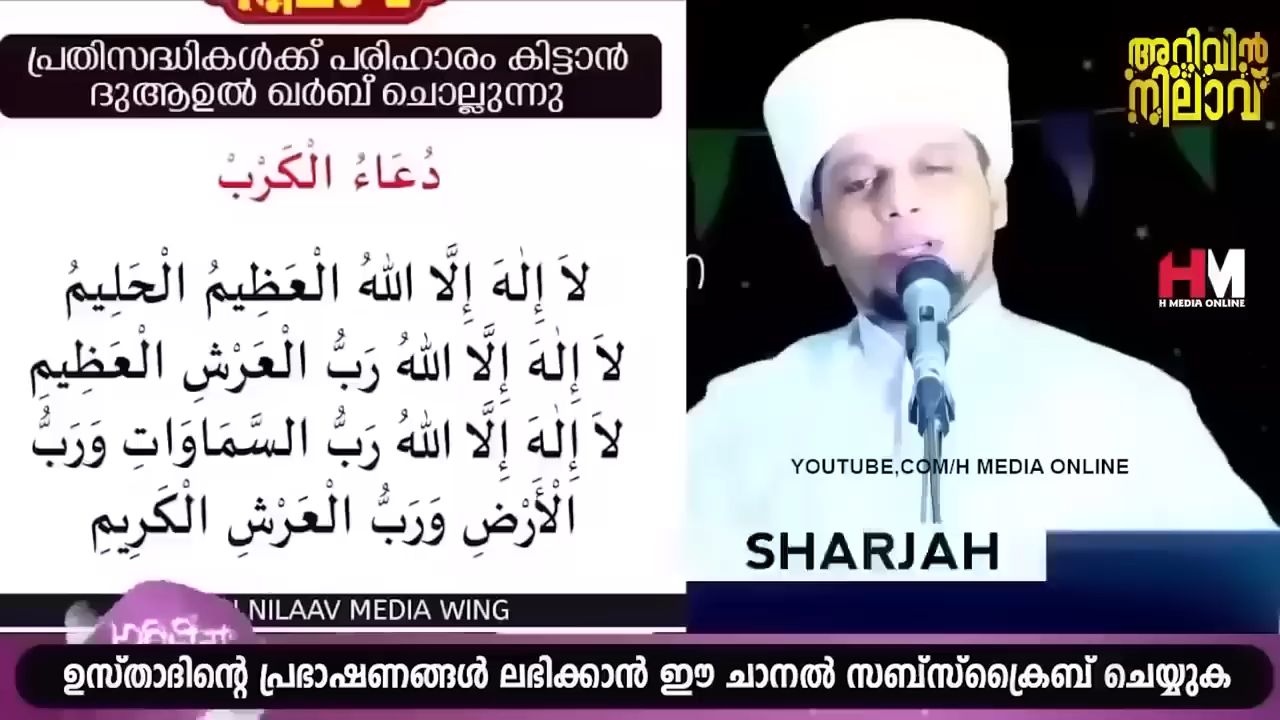 പ്രതിസദ്ധികൾക്ക് പരിഹാരം കിട്ടാൻ
ദുആഉൽ ഖർബ് ചൊല്ലുന്നു
دُعَاءُ الْكَرْبْ
لاَ إِلٰهَ إِلَّا اللهُ الْعَظِيمُ الْحَلِيمُ
لاَ إِلٰهَ إِلَّا اللهُ رَبُّ الْعَرْشِ الْعَظِيمِ
لاَ إِلٰهَ إِلَّا اللهُ رَبُّ السَّمَاوَاتِ وَرَبُّ
الْأَرْضِ وَرَبُّ الْعَرْشِ الْكَرِيمِ
NILAAV MEDIA WING
അറിവിൻ
നിലാവ്
HM
H MEDIA ONLINE
YOUTUBE,COM/H MEDIA ONLINE
SHARJAH
ഉസ്താദിന്റെ പ്രഭാഷണങ്ങൾ ലഭിക്കാൻ ഈ ചാനൽ സബ്സ്ക്രൈബ് ചെയ്യുക